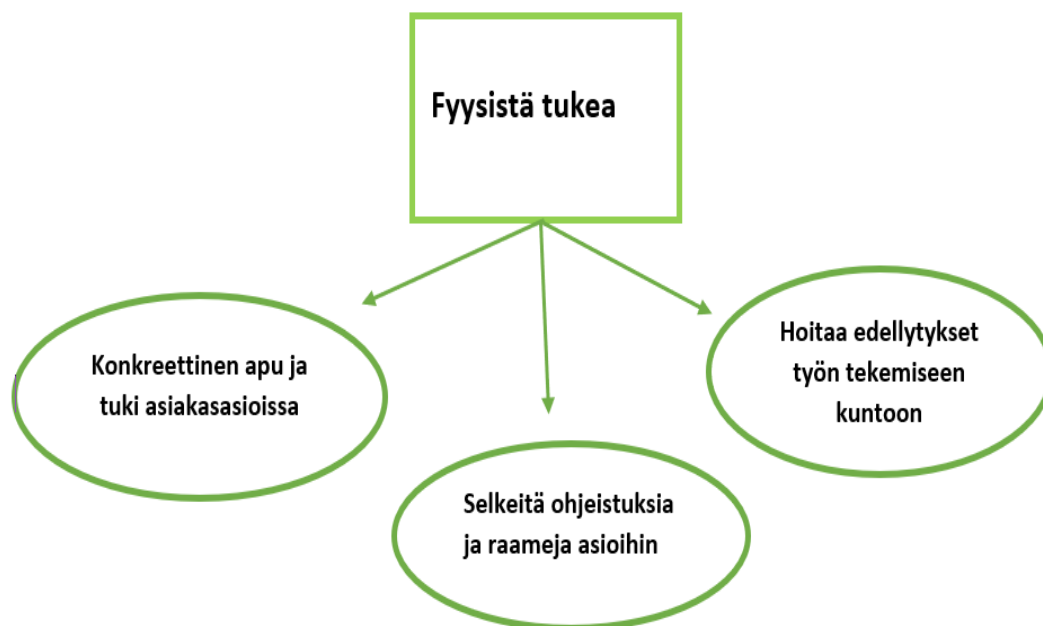 Fyysistä tukea
Konkreettinen apu ja
tuki asiakasasioissa
Selkeitä ohjeistuksia
ja raameja asioihin
Hoitaa edellytykset
työn tekemiseen
kuntoon